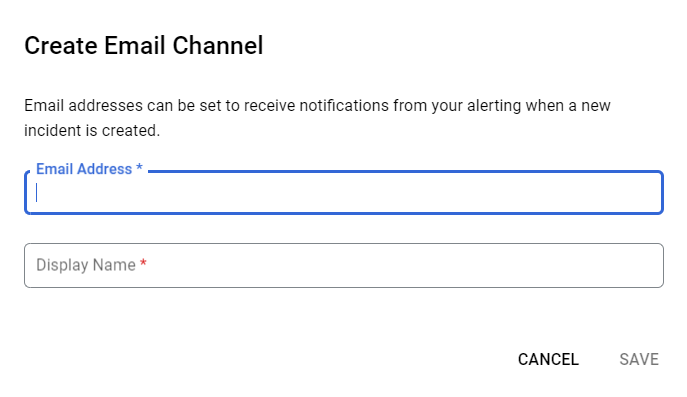 Create Email Channel
Email addresses can be set to receive notifications from your alerting when a new
incident is created.
Email Address *
Display Name *
CANCEL SAVE